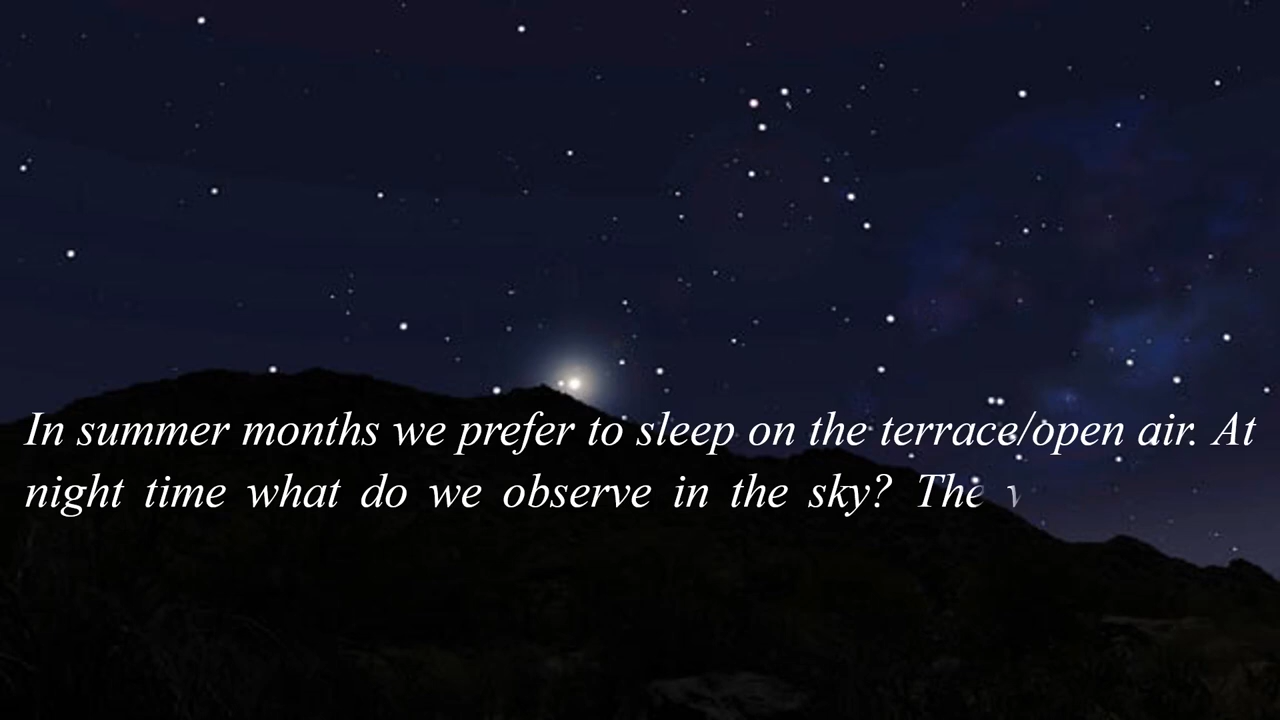 In summer months we prefer to sleep on the terrace/open air. At
night time what do we observe in the sky? The